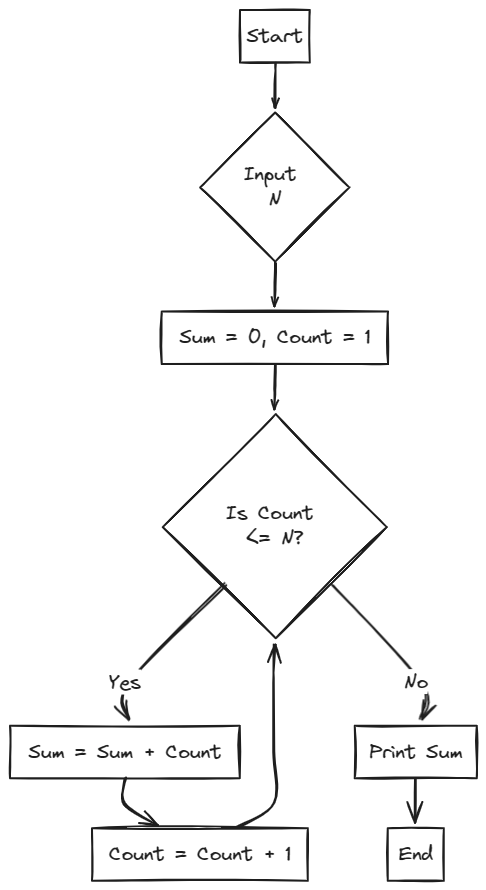 Start
Input
N
Sum = 0, Count = 1
Is Count
<= N?
Yes
No
Sum = Sum + Count
Print Sum
Count = Count + 1
End